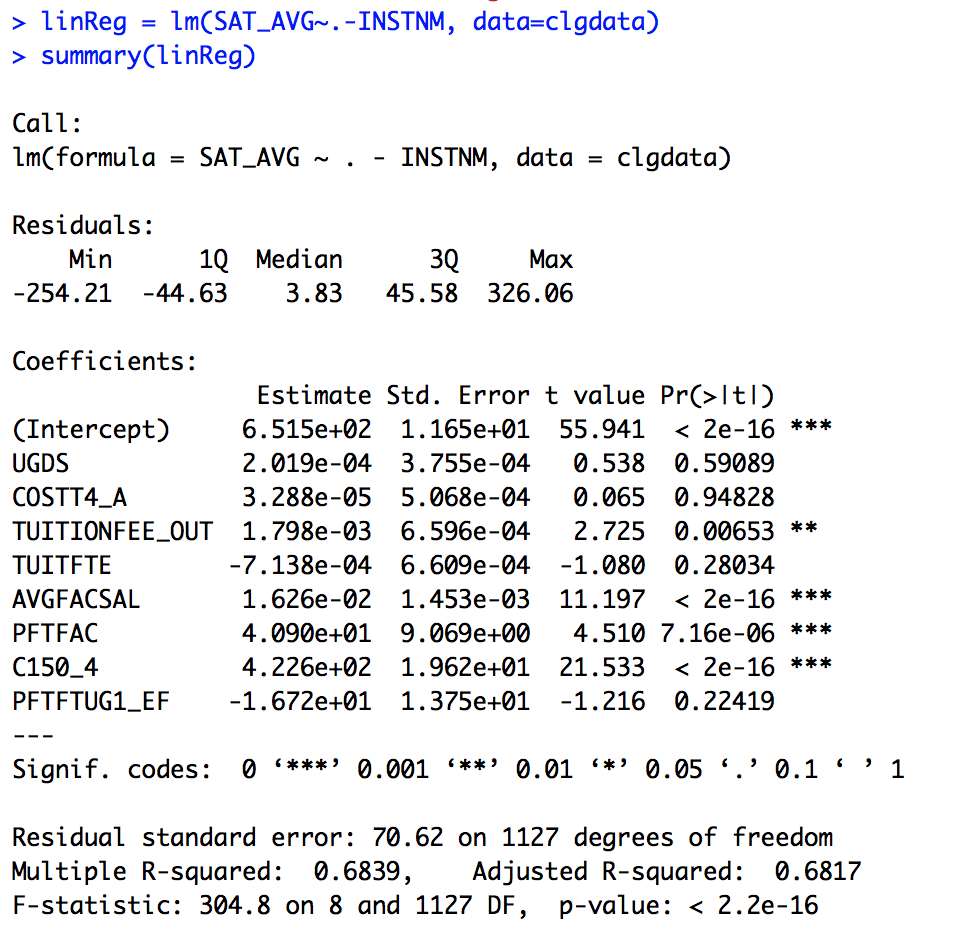 > linReg = lm(SAT_AVG~.-INSTNM, data=clgdata)
> summary(linReg)
Call:
lm(formula = SAT_AVG ~ . - INSTNM, data = clgdata)
Residuals:
    Min      1Q  Median      3Q     Max
-254.21  -44.63    3.83   45.58  326.06
Coefficients:
                 Estimate Std. Error t value Pr(>|t|)
(Intercept)     6.515e+02  1.165e+01  55.941  < 2e-16 ***
UGDS            2.019e-04  3.755e-04   0.538  0.59089
COSTT4_A        3.288e-05  5.068e-04   0.065  0.94828
TUITIONFEE_OUT  1.798e-03  6.596e-04   2.725  0.00653 **
TUITFTE        -7.138e-04  6.609e-04  -1.080  0.28034
AVGFACSAL       1.626e-02  1.453e-03  11.197  < 2e-16 ***
PFTFAC          4.090e+01  9.069e+00   4.510 7.16e-06 ***
C150_4          4.226e+02  1.962e+01  21.533  < 2e-16 ***
PFTFTUG1_EF    -1.672e+01  1.375e+01  -1.216  0.22419
---
Signif. codes:  0 ‘***’ 0.001 ‘**’ 0.01 ‘*’ 0.05 ‘.’ 0.1 ‘ ’ 1
Residual standard error: 70.62 on 1127 degrees of freedom
Multiple R-squared:  0.6839,    Adjusted R-squared:  0.6817
F-statistic: 304.8 on 8 and 1127 DF,  p-value: < 2.2e-16